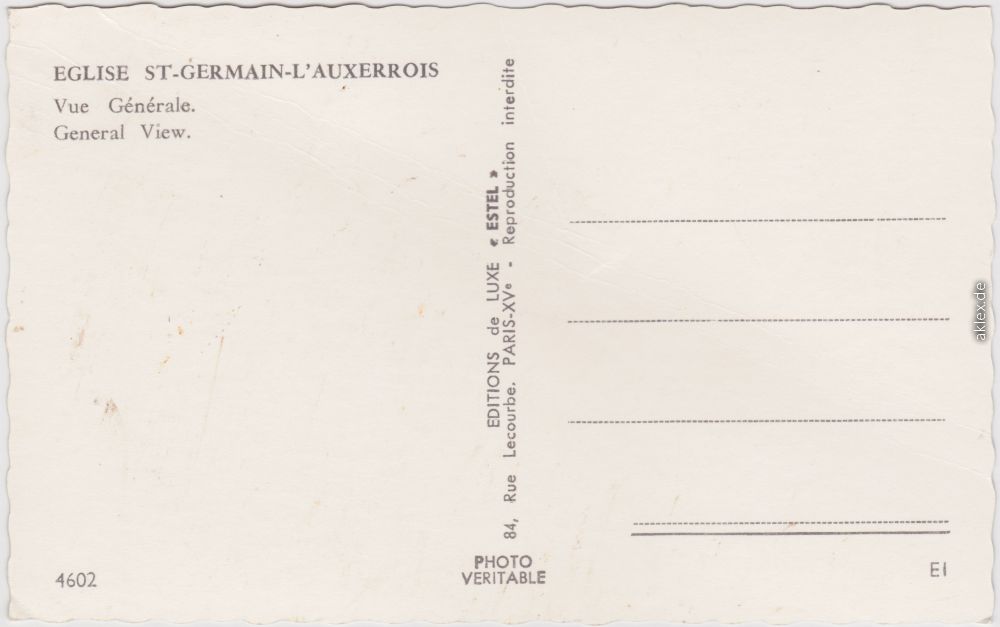 EGLISE ST-GERMAIN-L'AUXERROIS
Vue Générale.
General View.
EDITIONS de LUXE « ESTEL »
84, Rue Lecourbe. PARIS-XVe - Reproduction interdite
PHOTO
VERITABLE
4602
EI
aklex.de